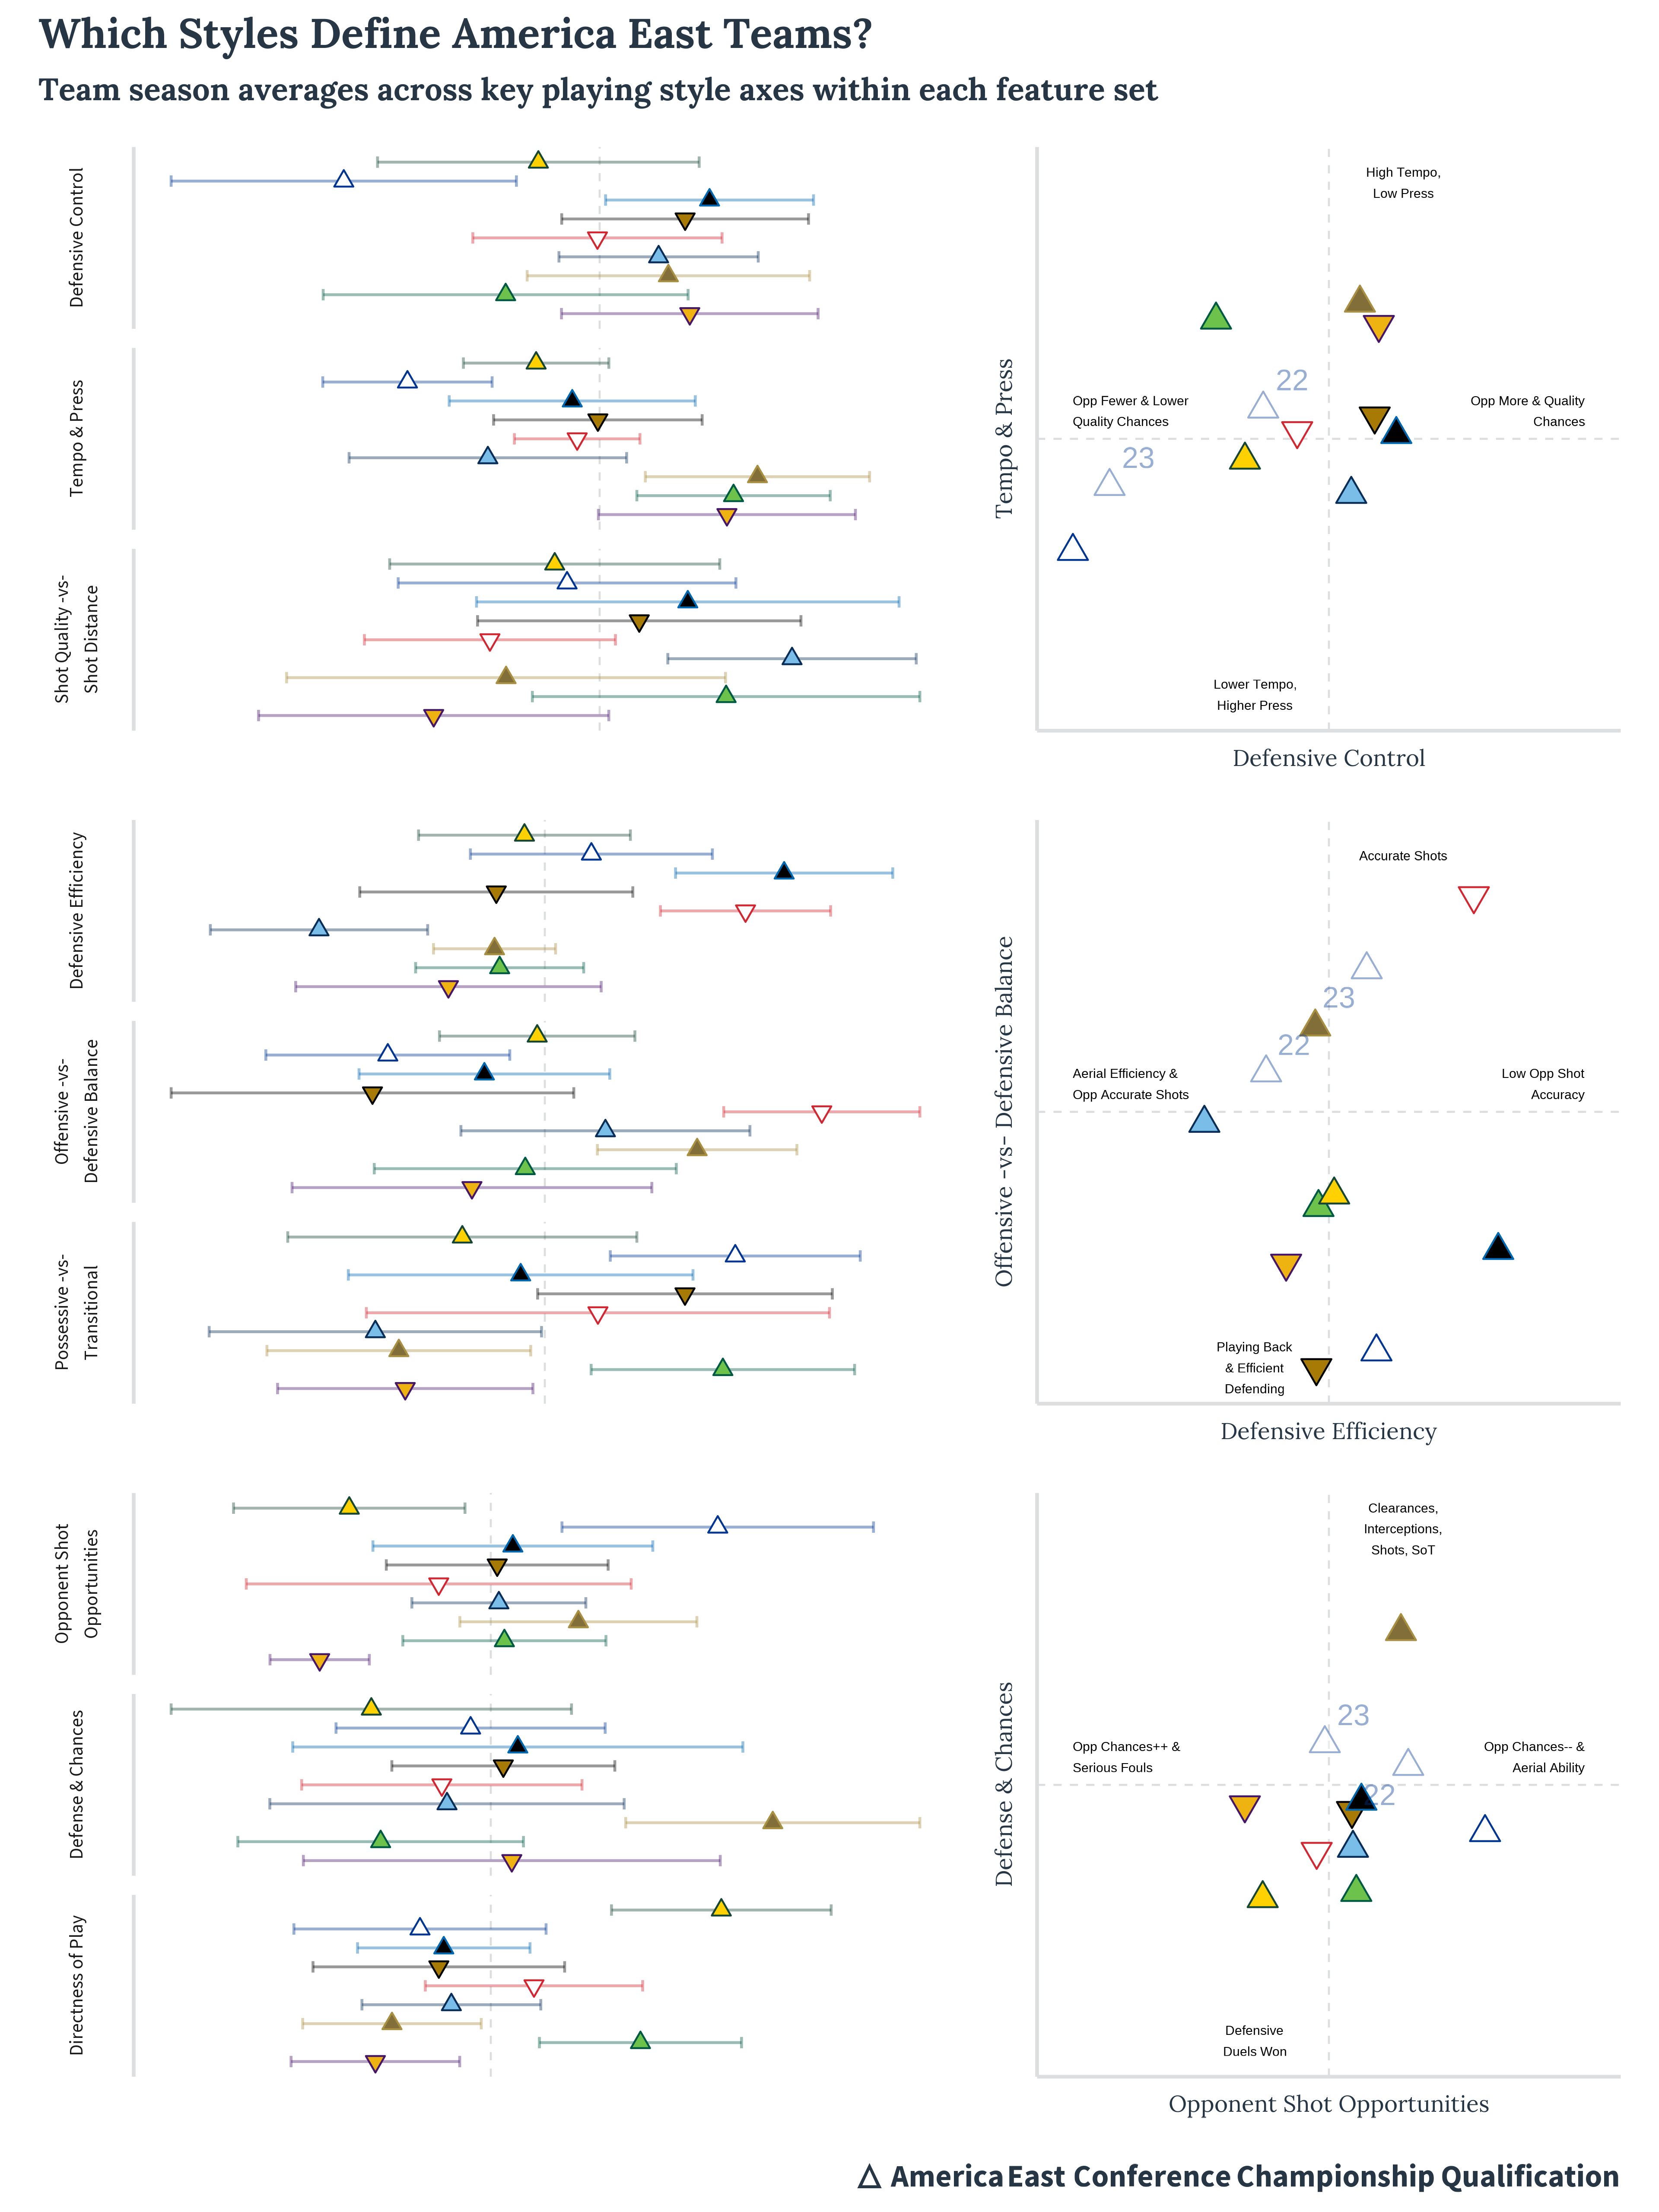 Which Styles Define America East Teams?
Team season averages across key playing style axes within each feature set
Defensive Control
Tempo & Press
Shot Quality -vs-
Shot Distance
Tempo & Press
High Tempo,
Low Press
22
Opp Fewer & Lower
Quality Chances
Opp More & Quality
Chances
23
Lower Tempo,
Higher Press
Defensive Control
Defensive Efficiency
Offensive -vs-
Defensive Balance
Possessive -vs-
Transitional
Offensive -vs- Defensive Balance
Accurate Shots
23
22
Aerial Efficiency &
Opp Accurate Shots
Low Opp Shot
Accuracy
Playing Back
& Efficient
Defending
Defensive Efficiency
Opponent Shot
Opportunities
Defense & Chances
Directness of Play
Defense & Chances
Clearances,
Interceptions,
Shots, SoT
23
Opp Chances++ &
Serious Fouls
Opp Chances-- &
Aerial Ability
22
Defensive
Duels Won
Opponent Shot Opportunities
America East Conference Championship Qualification